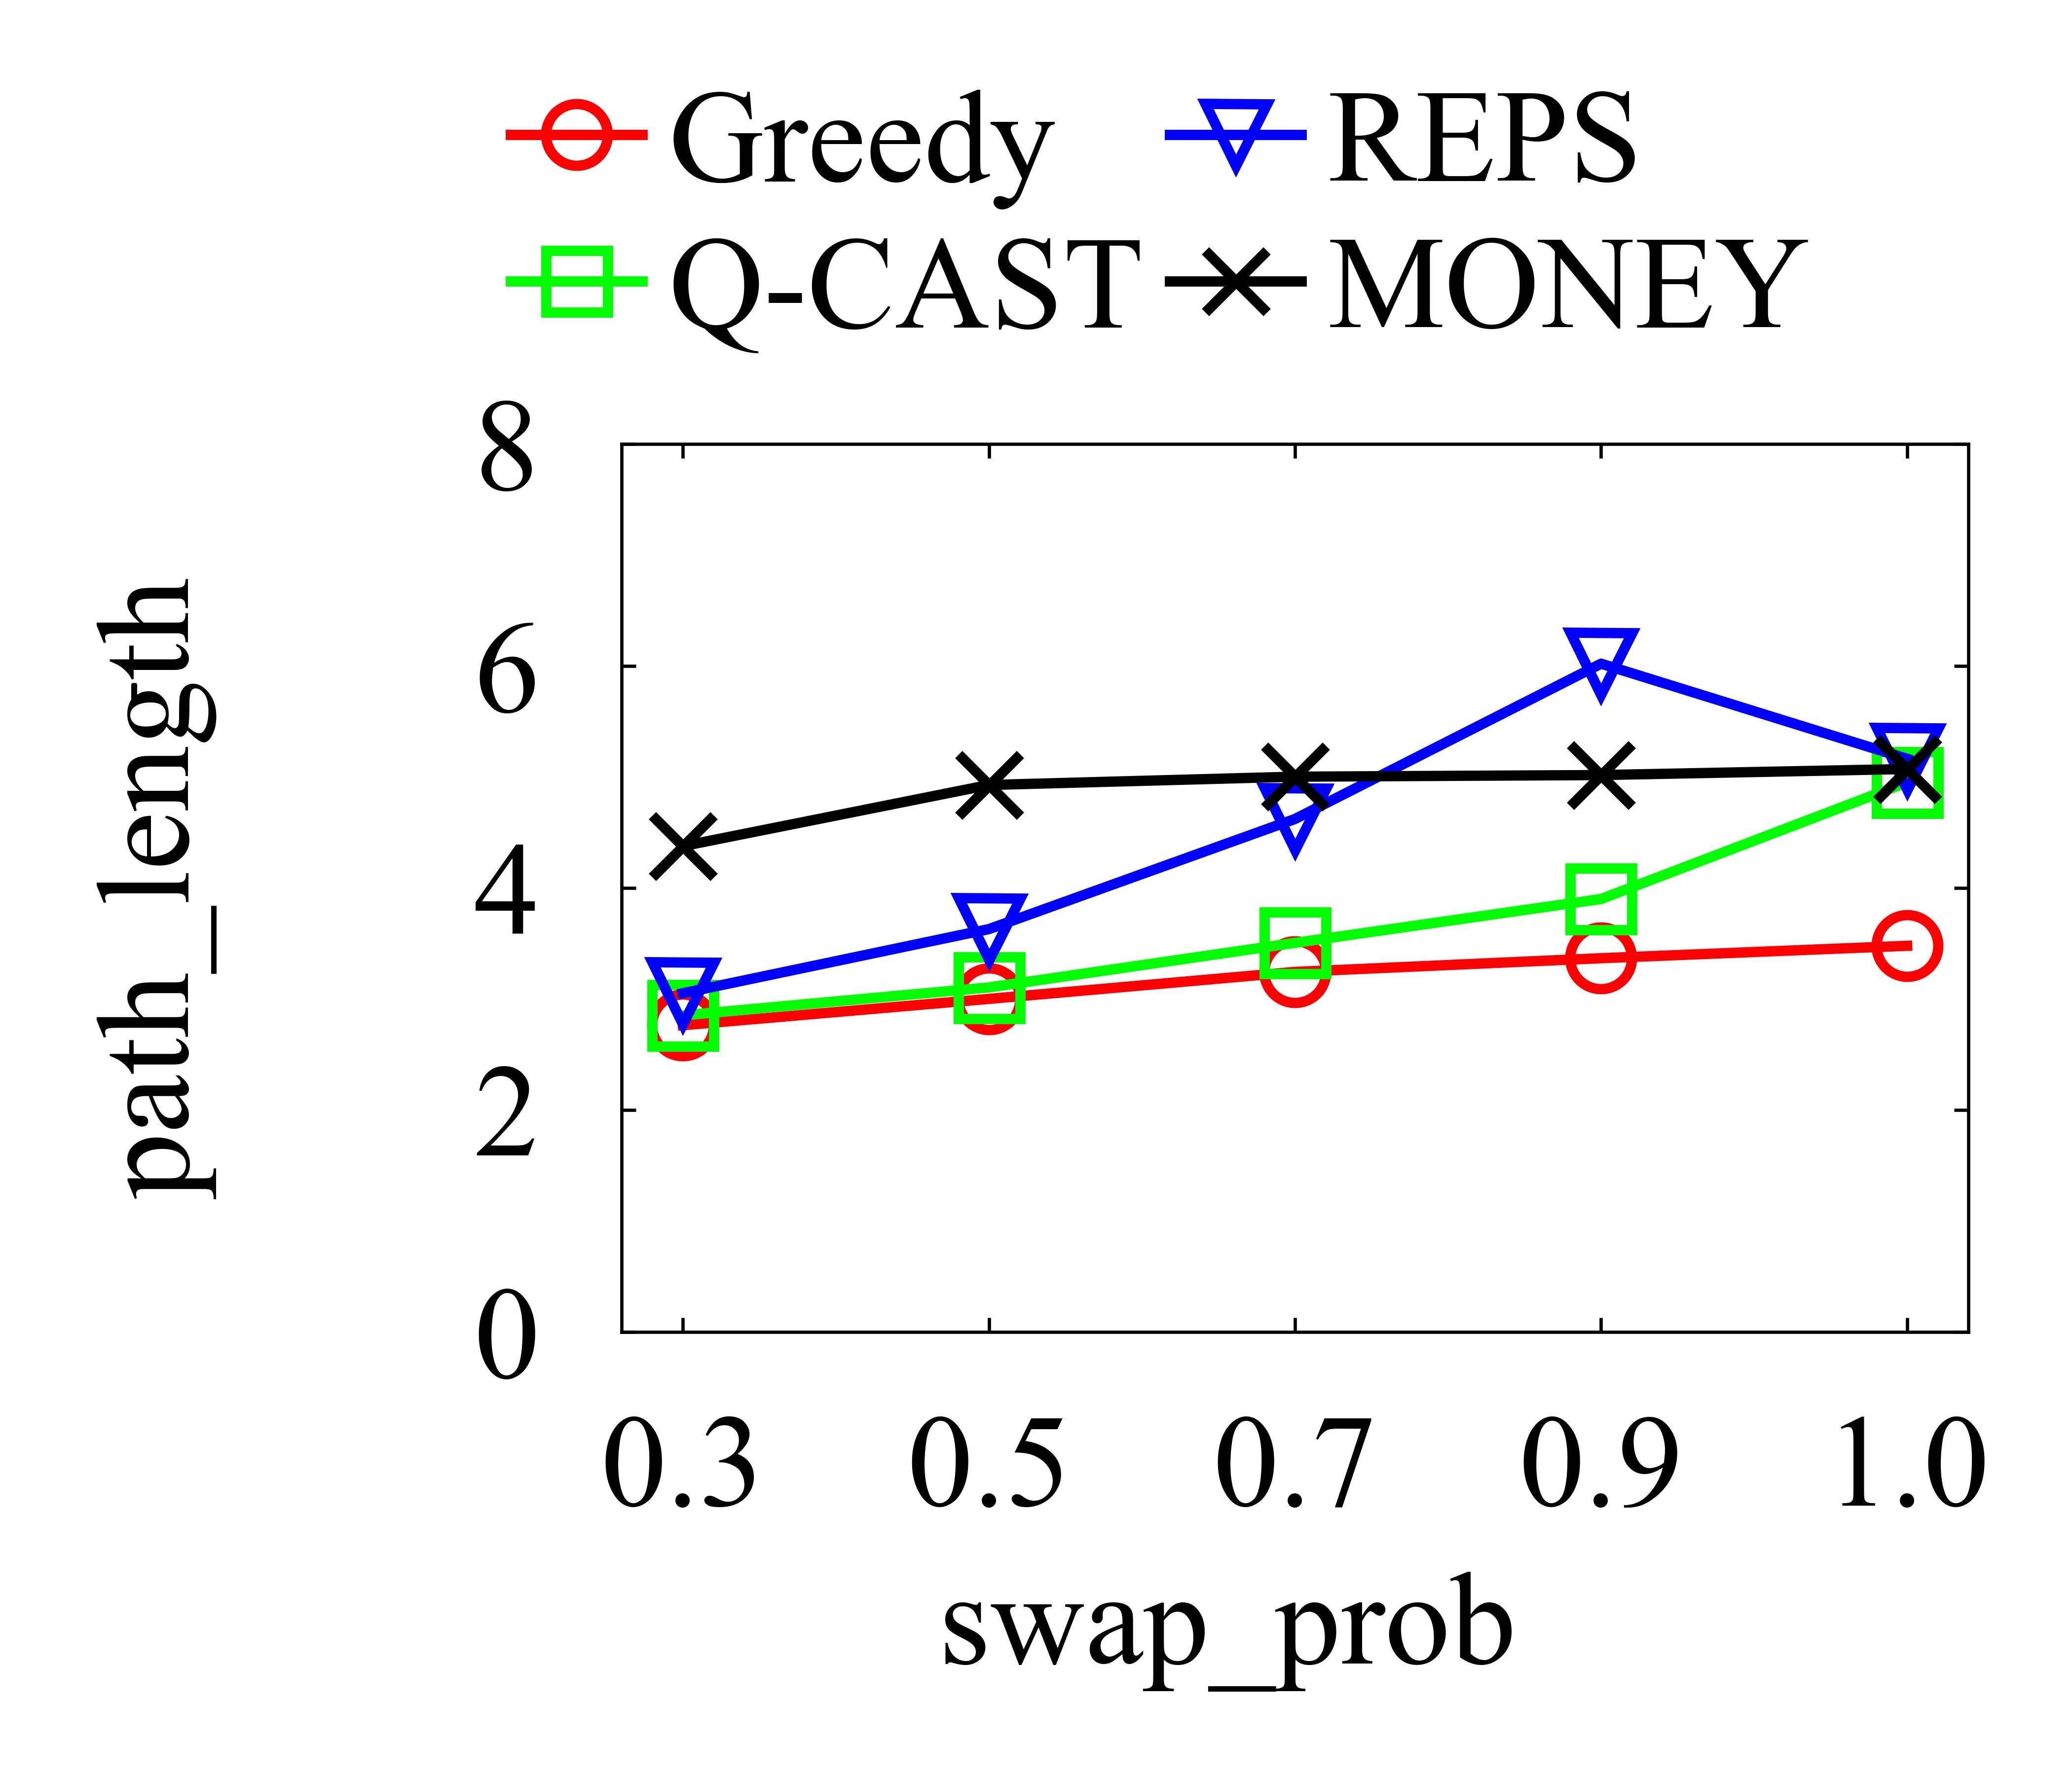 Greedy REPS
Q-CAST MONEY
8
6
4
2
0
path_length
0.3 0.5 0.7 0.9 1.0
swap_prob